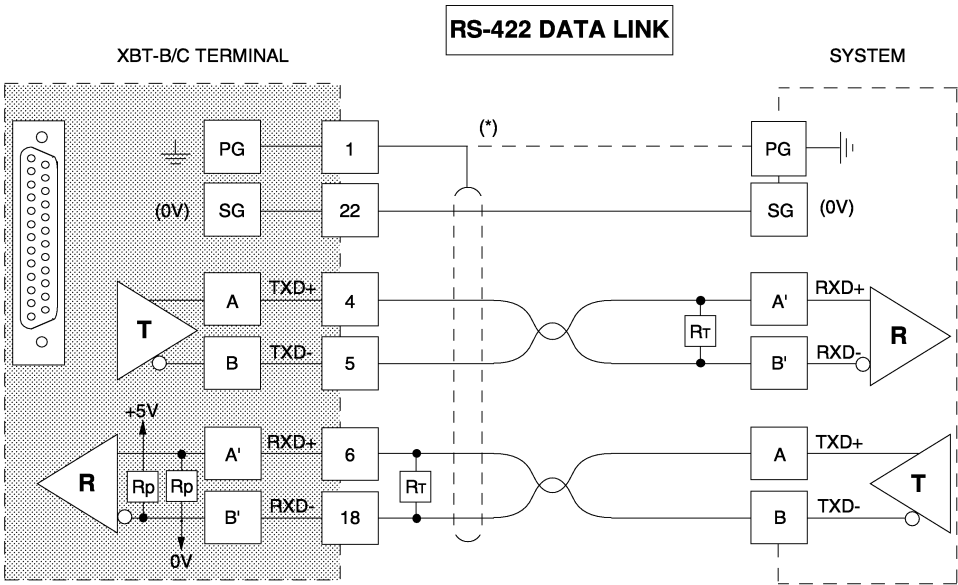 RS-422 DATA LINK
XBT-B/C TERMINAL
SYSTEM
PG
1
(*)
PG
(0V)
SG
22
SG
(0V)
T
A
TXD+
4
A'
RXD+
B
TXD-
5
RT
B'
RXD-
R
+5V
R
Rp
Rp
A'
RXD+
6
A
TXD+
B'
RXD-
18
RT
B
TXD-
T
0V